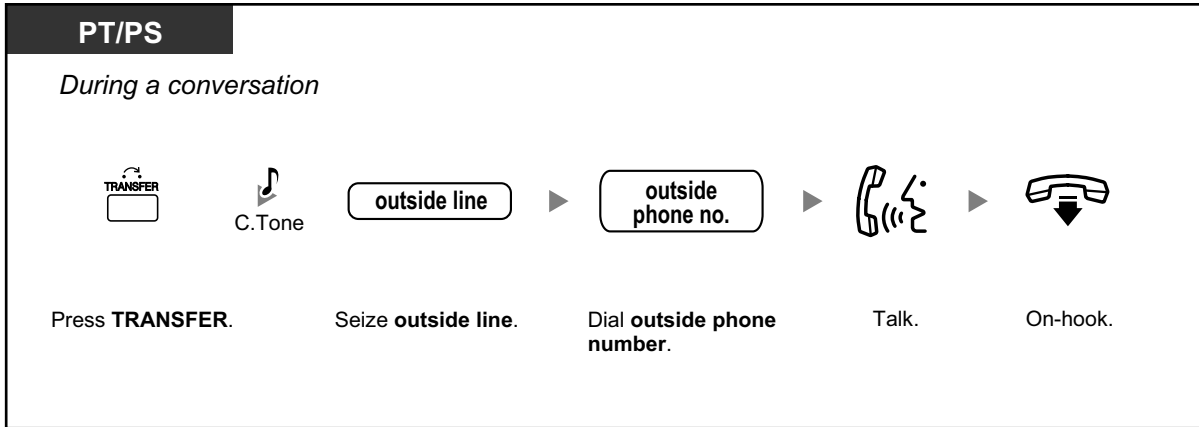 PT/PS
During a conversation
TRANSFER
C.Tone
outside line
outside
phone no.
Press TRANSFER.
Seize outside line.
Dial outside phone
number.
Talk.
On-hook.